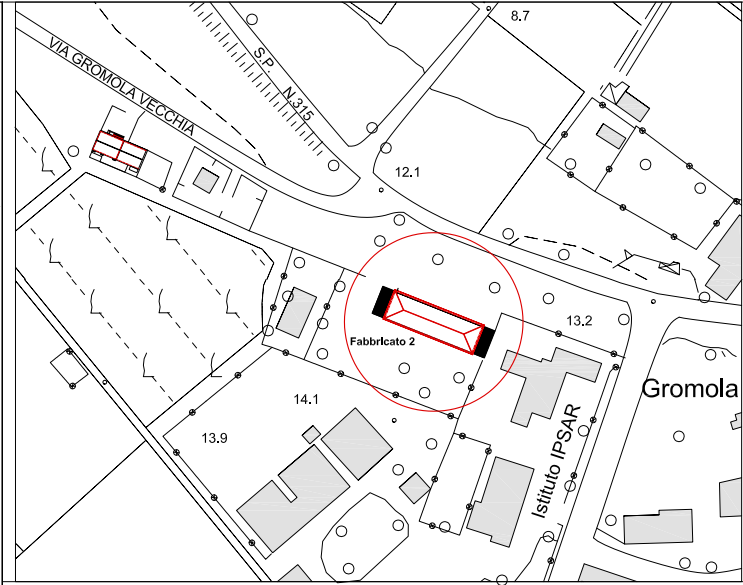 8.7
VIA GROMOLA VECCHIA
S.P. N.315
12.1
13.2
Fabbricato 2
Gromola
14.1
13.9
Istituto IPSAR